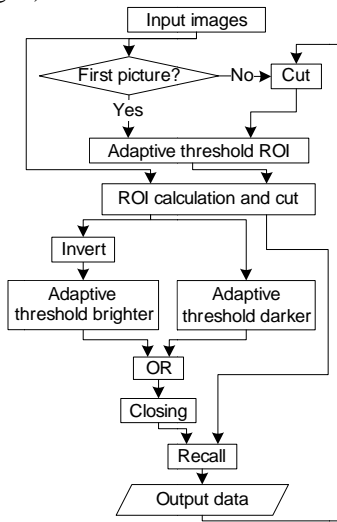 Input images
First picture?
No
Cut
Yes
Adaptive threshold ROI
ROI calculation and cut
Invert
Adaptive
threshold brighter
Adaptive
threshold darker
OR
Closing
Recall
Output data